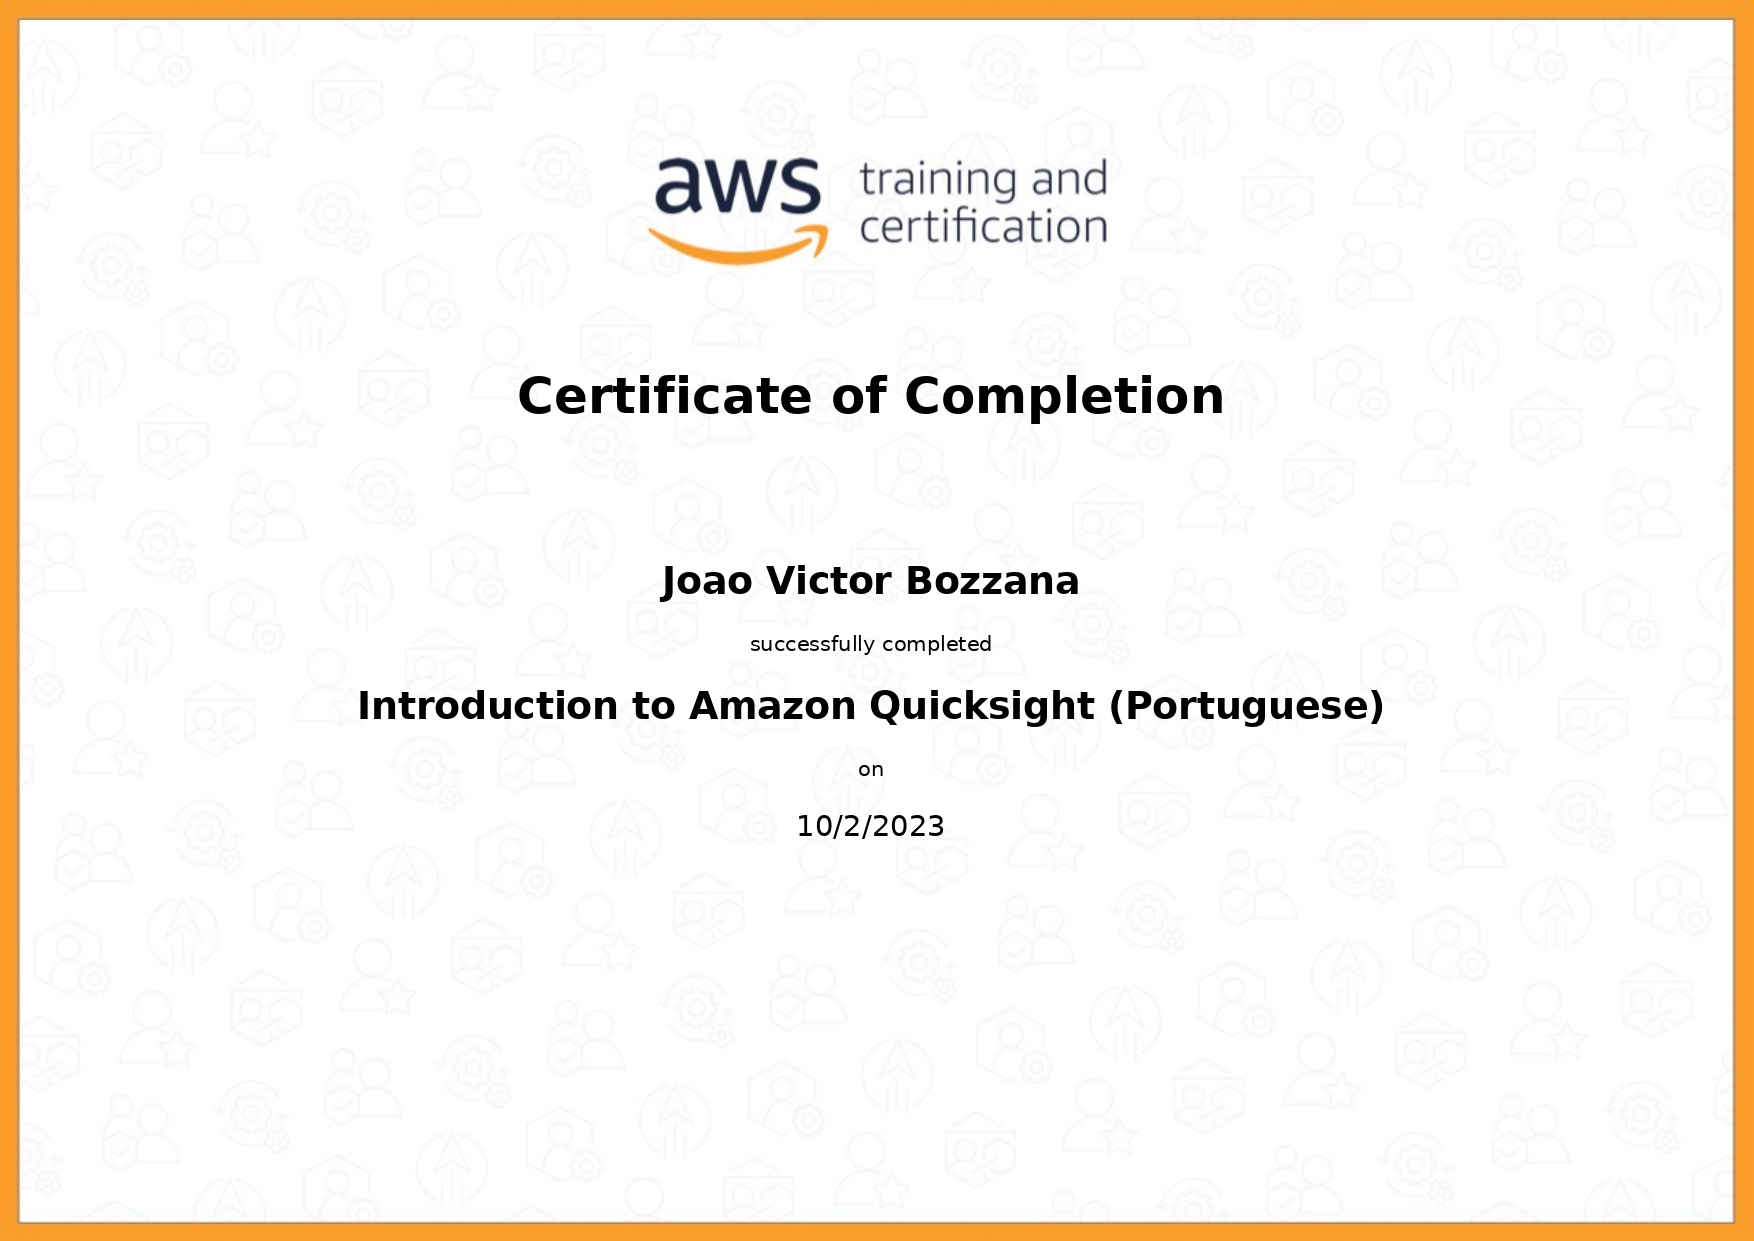 aws training and
certification
Certificate of Completion
Joao Victor Bozzana
successfully completed
Introduction to Amazon Quicksight (Portuguese)
on
10/2/2023